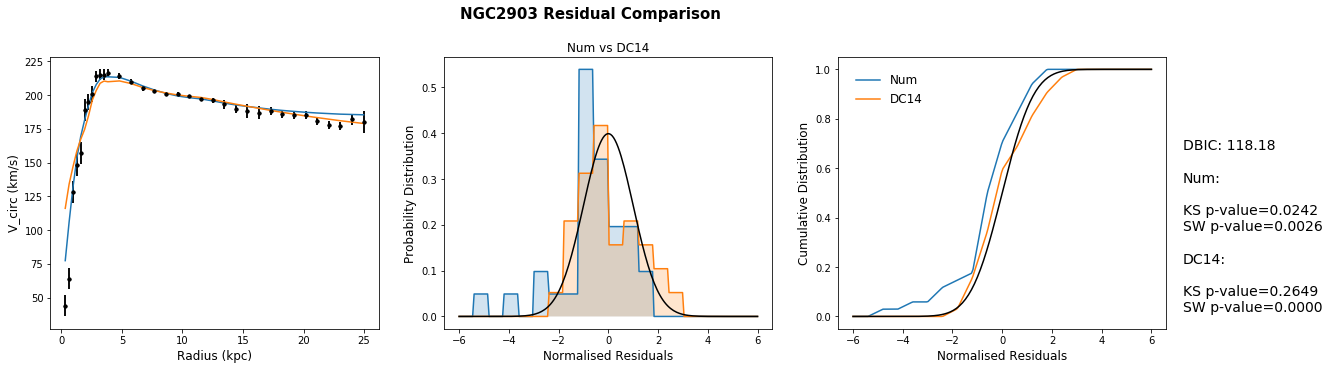 NGC2903 Residual Comparison
V_circ (km/s)
225
200
175
150
125
100
75
50
0
5
10
15
20
25
Radius (kpc)
Num vs DC14
Probability Distribution
0.5
0.4
0.3
0.2
0.1
0.0
−6
−4
−2
0
2
4
6
Normalised Residuals
Cumulative Distribution
1.0
0.8
0.6
0.4
0.2
0.0
Num
DC14
−6
−4
−2
0
2
4
6
Normalised Residuals
DBIC: 118.18
Num:
KS p-value=0.0242
SW p-value=0.0026
DC14:
KS p-value=0.2649
SW p-value=0.0000